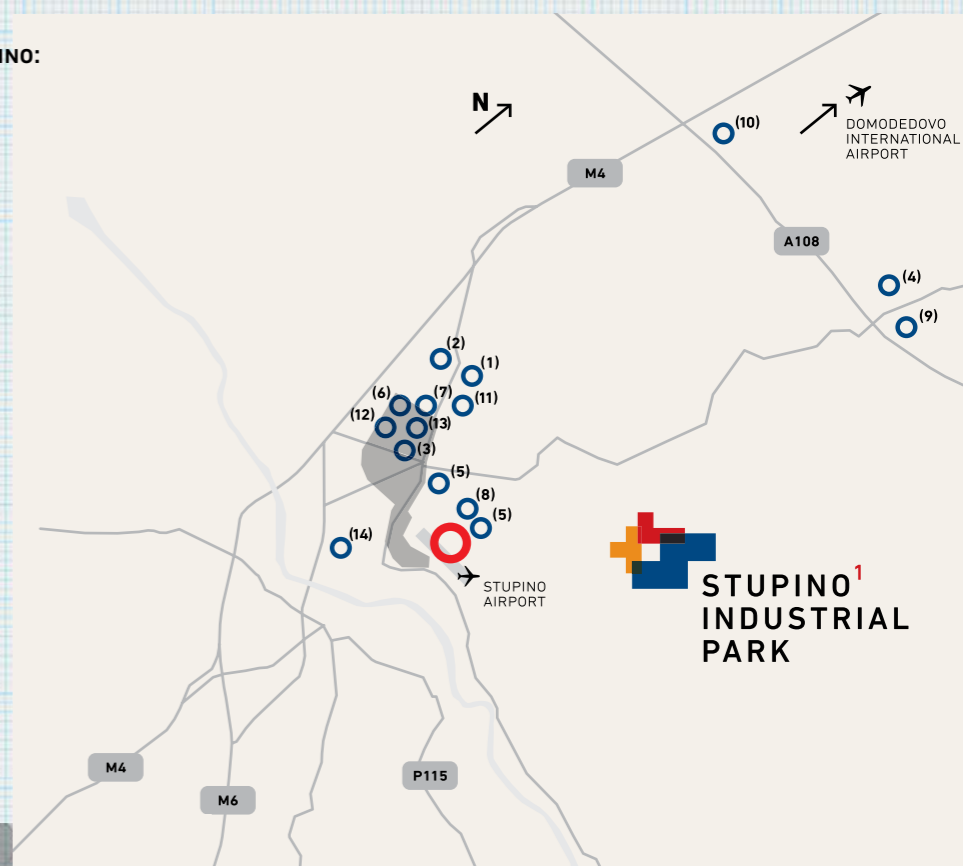 INO:
N
(10)
DOMODEDOVO
INTERNATIONAL
AIRPORT
M4
A108
(4)
(9)
(2)
(1)
(6)
(7)
(11)
(12)
(13)
(3)
(5)
(8)
(5)
(14)
STUPINO
AIRPORT
STUPINO1
INDUSTRIAL
PARK
M4
P115
M6